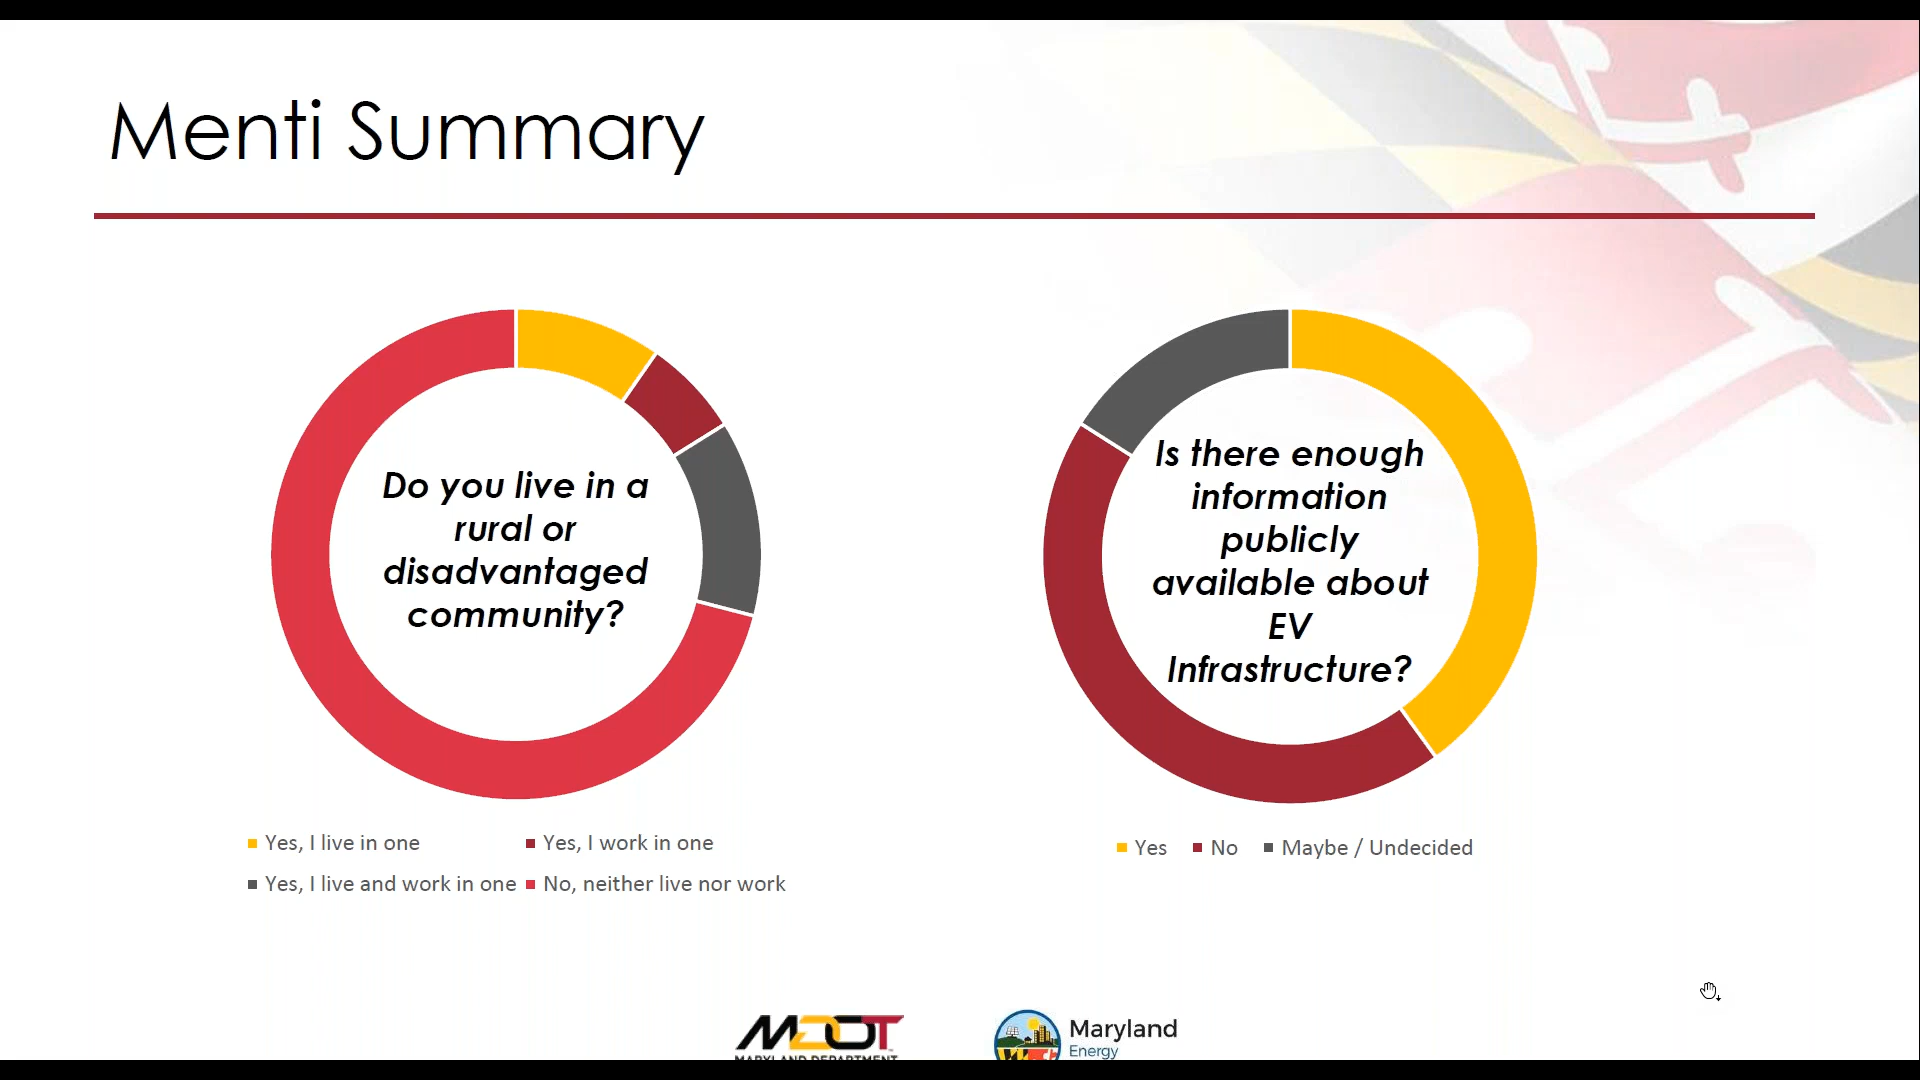 Menti Summary
Do you live in a
rural or
disadvantaged
community?
Is there enough
information
publicly
available about
EV
Infrastructure?
Yes, I live in one
Yes, I work in one
Yes, I live and work in one
No, neither live nor work
Yes
No
Maybe / Undecided
MDOT
MARYLAND DEPARTMENT
Maryland
Energy